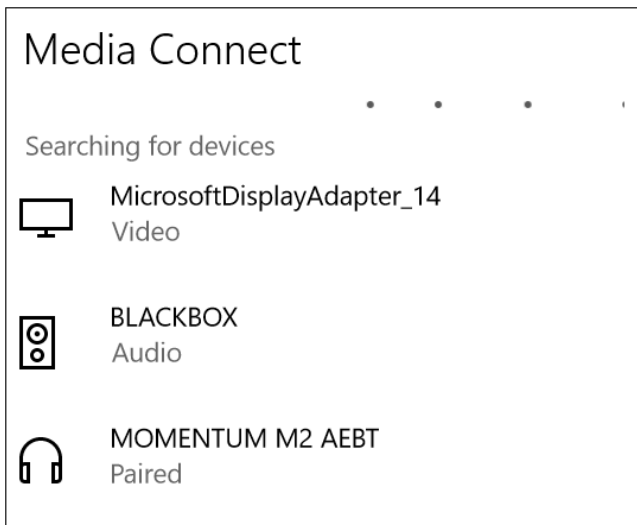 Media Connect
Searching for devices
MicrosoftDisplayAdapter_14
Video
BLACKBOX
Audio
MOMENTUM M2 AEBT
Paired